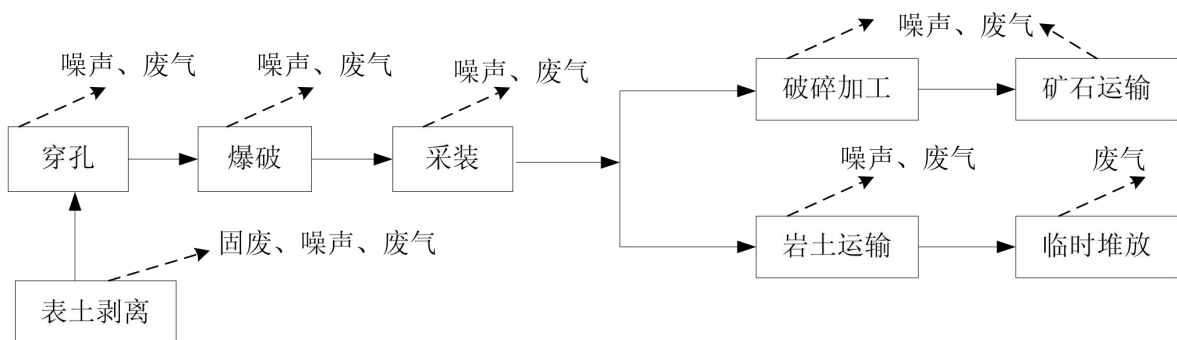 噪声、废气
噪声、废气
噪声、废气
噪声、废气
破碎加工
矿石运输
穿孔
爆破
采装
噪声、废气
废气
固废、噪声、废气
岩土运输
临时堆放
表土剥离